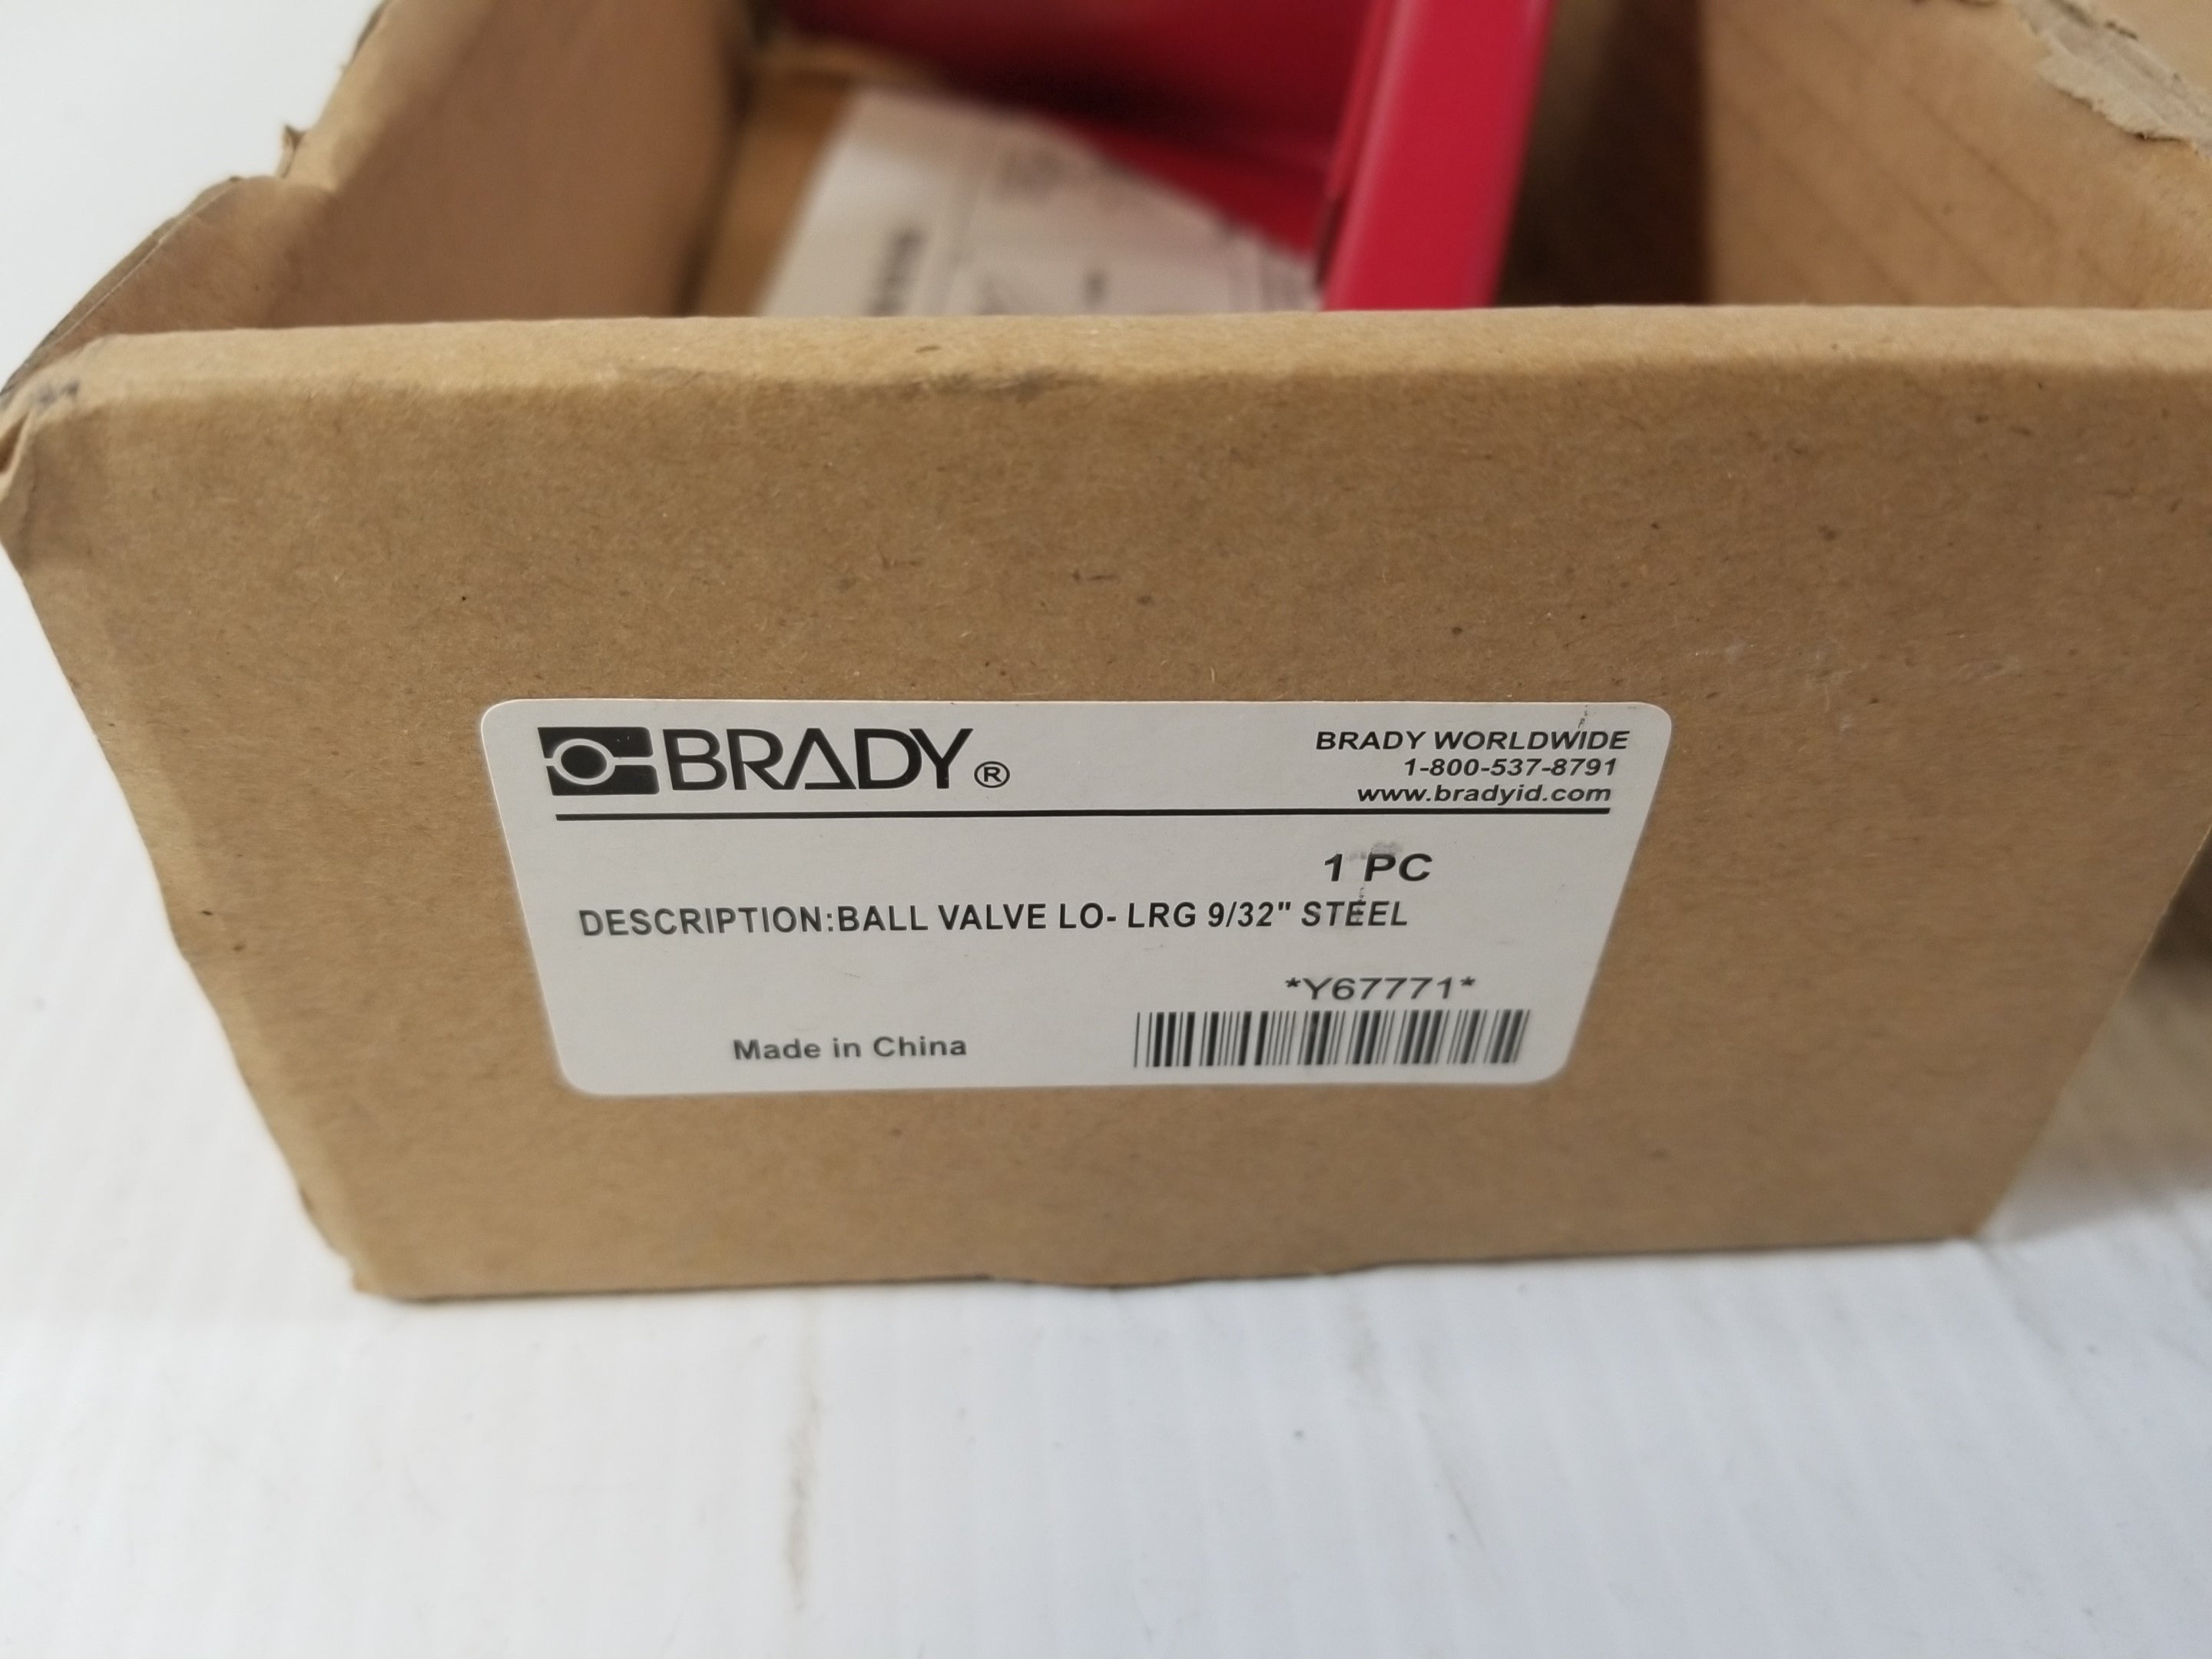 BRADY®
BRADY WORLDWIDE
1-800-537-8791
www.bradyid.com
1 PC
DESCRIPTION:BALL VALVE LO- LRG 9/32" STEEL
*Y67771*
Made in China